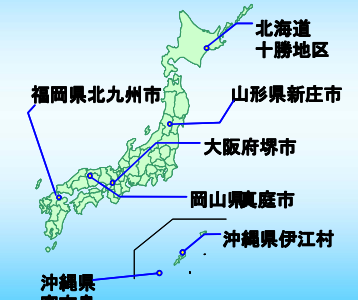 北海道
十勝地区
福岡県北九州市
山形県新庄市
大阪府堺市
岡山県真庭市
沖縄県伊江村
沖縄県